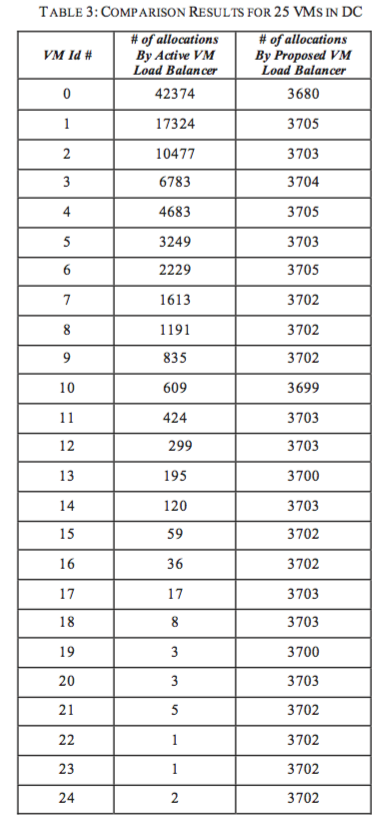 TABLE 3: COMPARISON RESULTS FOR 25 VMS IN DC
VM Id # | # of allocations By Active VM Load Balancer | # of allocations By Proposed VM Load Balancer
0 42374 3680
1 17324 3705
2 10477 3703
3 6783 3704
4 4683 3705
5 3249 3703
6 2229 3705
7 1613 3702
8 1191 3702
9 835 3702
10 609 3699
11 424 3703
12 299 3703
13 195 3700
14 120 3703
15 59 3702
16 36 3702
17 17 3703
18 8 3703
19 3 3700
20 3 3703
21 5 3702
22 1 3702
23 1 3702
24 2 3702